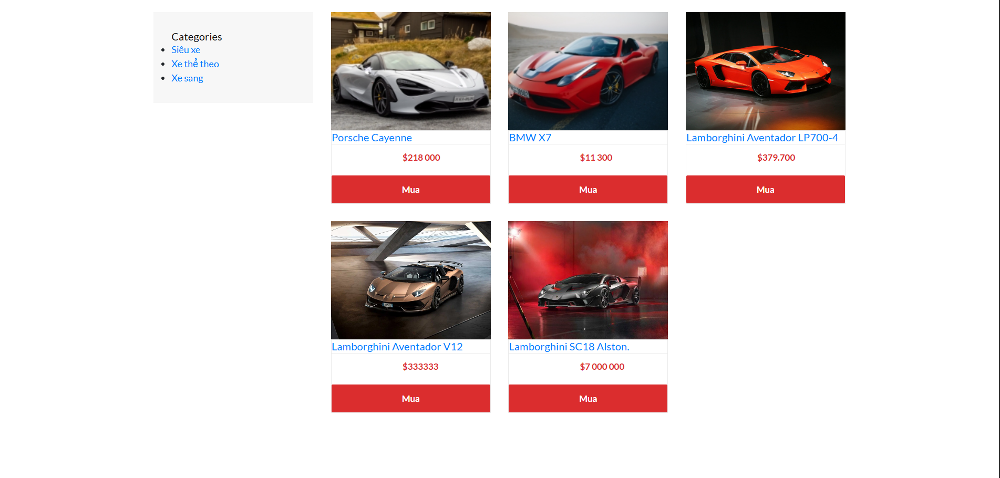 Categories
Siêu xe
Xe thể theo
Xe sang
Porsche Cayenne
BMW X7
Lamborghini Aventador LP700-4
$218 000
$11 300
$379.700
Mua
Mua
Mua
Lamborghini Aventador V12
Lamborghini SC18 Alston.
$333333
$7 000 000
Mua
Mua